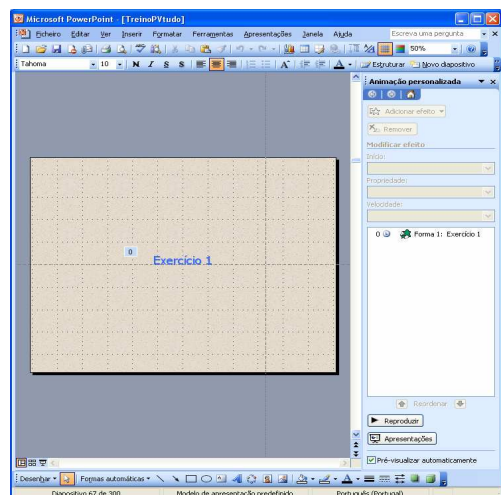 Microsoft PowerPoint - [TreinoPVtudo]
Ficheiro Editar Ver Inserir Formatar Ferramentas Apresentações Janela Ajuda Escreva uma pergunta
50%
Tahoma 10 N I S S Estruturar Novo diapositivo
Animação personalizada
Adicionar efeito
Remover
Modificar efeito
Início:
Propriedade:
Velocidade:
0 Forma 1: Exercício 1
0
Exercício 1
Reordenar
Reproduzir
Apresentações
Pré-visualizar automaticamente
Desenhar Formas automáticas
Diapositivo 67 de 300 Modelo de apresentação predefinido Português (Portugal)